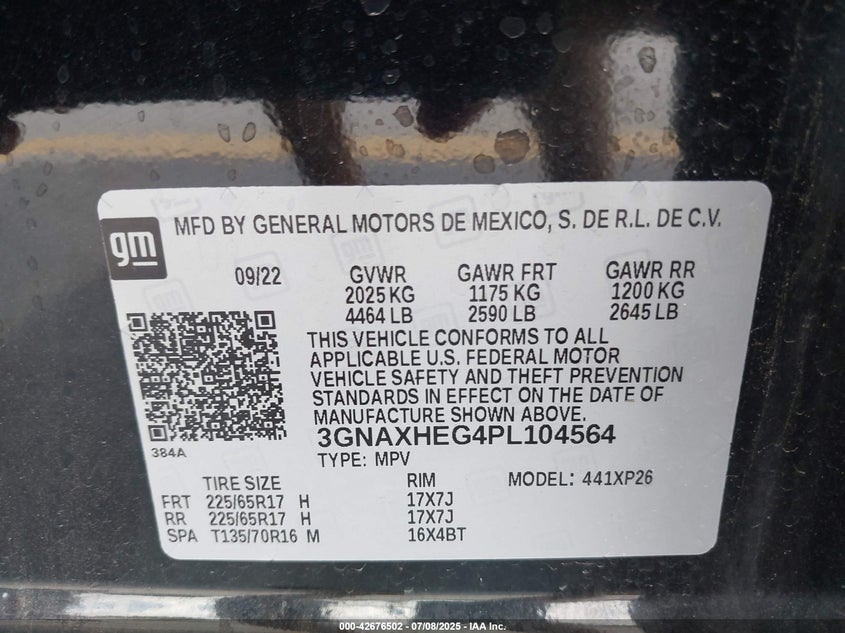 MFD BY GENERAL MOTORS DE MEXICO, S. DE R.L. DE C.V.
gm
09/22 GVWR GAWR FRT GAWR RR
2025 KG 1175 KG 1200 KG
4464 LB 2590 LB 2645 LB
THIS VEHICLE CONFORMS TO ALL
APPLICABLE U.S. FEDERAL MOTOR
VEHICLE SAFETY AND THEFT PREVENTION
STANDARDS IN EFFECT ON THE DATE OF
MANUFACTURE SHOWN ABOVE.
3GNAXHEG4PL104564
384A
TYPE: MPV
TIRE SIZE RIM MODEL: 441XP26
FRT 225/65R17 H 17X7J
RR 225/65R17 H 17X7J
SPA T135/70R16 M 16X4BT
000-42676502 - 07/08/2025 - IAA Inc.